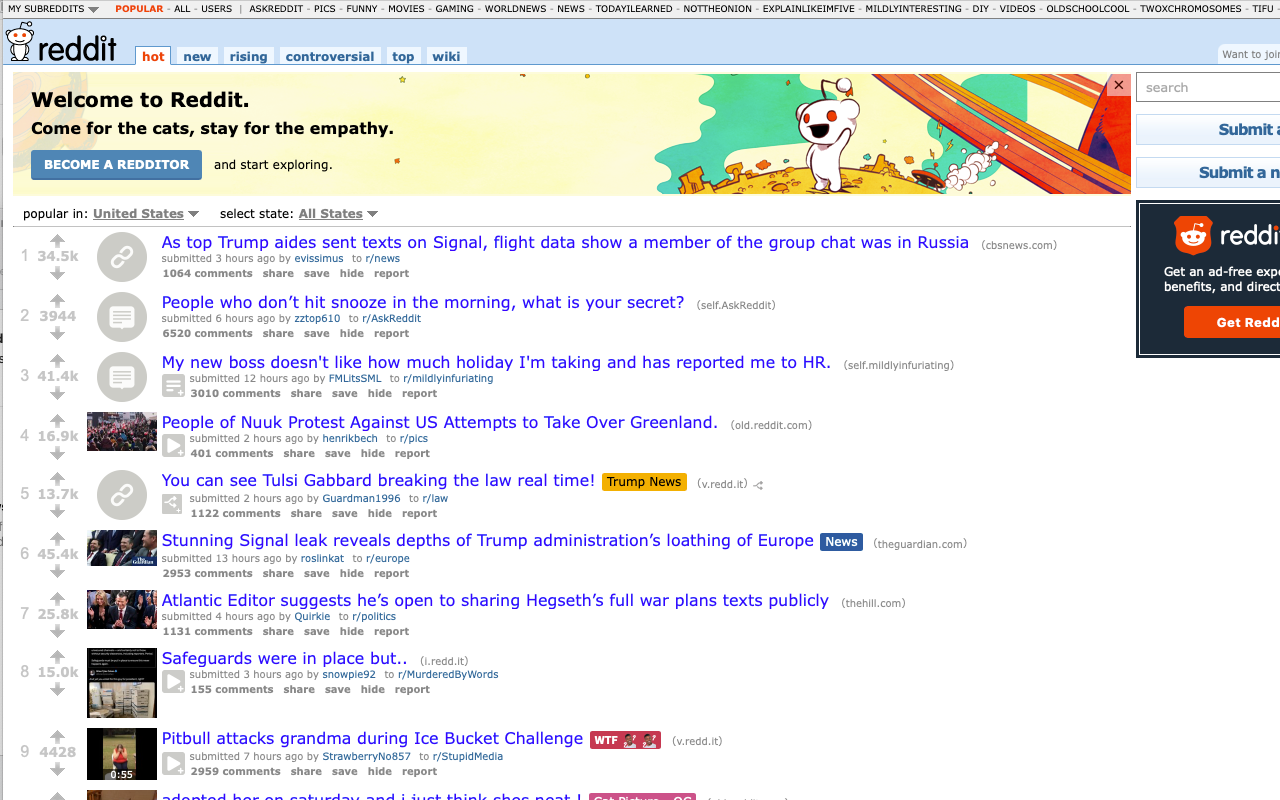 MY SUBREDDITS POPULAR - ALL - USERS | ASKREDDIT - PICS - FUNNY - MOVIES - GAMING - WORLDNEWS - NEWS - TODAYILEARNED - NOTTHEONION - EXPLAINLIKEIMFIVE - MILDLYINTERESTING - DIY - VIDEOS - OLDSCHOOLCOOL - TWOXCHROMOSOMES - TIFU -
reddit hot new rising controversial top wiki
Want to joi
Welcome to Reddit.
Come for the cats, stay for the empathy.
BECOME A REDDITOR and start exploring.
search
Submit a
Submit a n
reddi
Get an ad-free expe
benefits, and direct
Get Redd
popular in: United States select state: All States
1 34.5k
As top Trump aides sent texts on Signal, flight data show a member of the group chat was in Russia (cbsnews.com)
submitted 3 hours ago by evissimus to r/news
1064 comments share save hide report
2 3944
People who don’t hit snooze in the morning, what is your secret? (self.AskReddit)
submitted 6 hours ago by zztop610 to r/AskReddit
6520 comments share save hide report
3 41.4k
My new boss doesn't like how much holiday I'm taking and has reported me to HR. (self.mildlyinfuriating)
submitted 12 hours ago by FMLitsSML to r/mildlyinfuriating
3010 comments share save hide report
4 16.9k
People of Nuuk Protest Against US Attempts to Take Over Greenland. (old.reddit.com)
submitted 2 hours ago by henrikbech to r/pics
401 comments share save hide report
5 13.7k
You can see Tulsi Gabbard breaking the law real time! Trump News (v.redd.it)
submitted 2 hours ago by Guardman1996 to r/law
1122 comments share save hide report
6 45.4k
Stunning Signal leak reveals depths of Trump administration’s loathing of Europe News (theguardian.com)
submitted 13 hours ago by roslinkat to r/europe
2953 comments share save hide report
7 25.8k
Atlantic Editor suggests he’s open to sharing Hegseth’s full war plans texts publicly (thehill.com)
submitted 4 hours ago by Quirkie to r/politics
1131 comments share save hide report
8 15.0k
Safeguards were in place but.. (i.redd.it)
submitted 3 hours ago by snowpie92 to r/MurderedByWords
155 comments share save hide report
9 4428
Pitbull attacks grandma during Ice Bucket Challenge WTF (v.redd.it)
submitted 7 hours ago by StrawberryNo857 to r/StupidMedia
2959 comments share save hide report
0:55
adopted her on saturday and i just think shes neat !